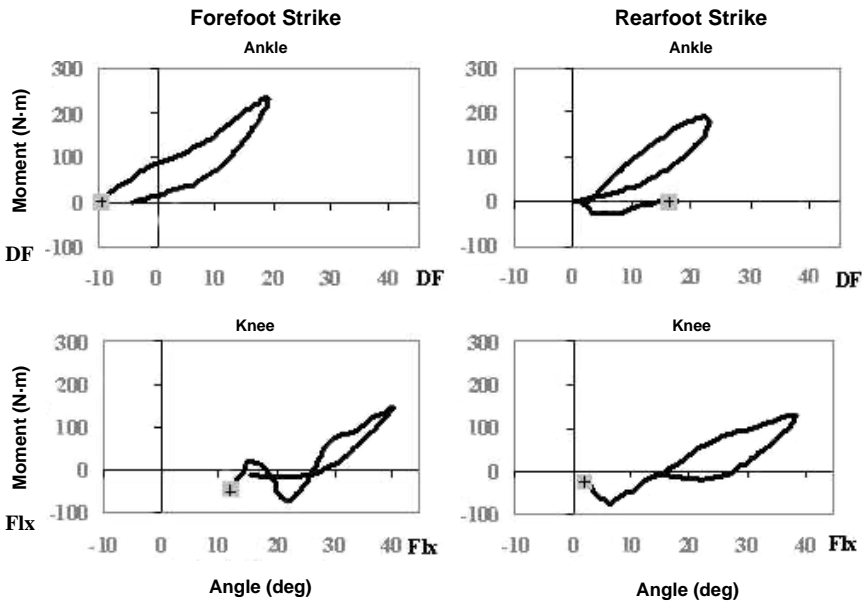 Forefoot Strike
Rearfoot Strike
Ankle
Ankle
300
200
100
0
-100
Moment (N·m)
DF
-10 0 10 20 30 40 DF
300
200
100
0
-100
-10 0 10 20 30 40 DF
Knee
Knee
300
200
100
0
-100
Moment (N·m)
Flx
-10 0 10 20 30 40 Flx
300
200
100
0
-100
-10 0 10 20 30 40 Flx
Angle (deg)
Angle (deg)